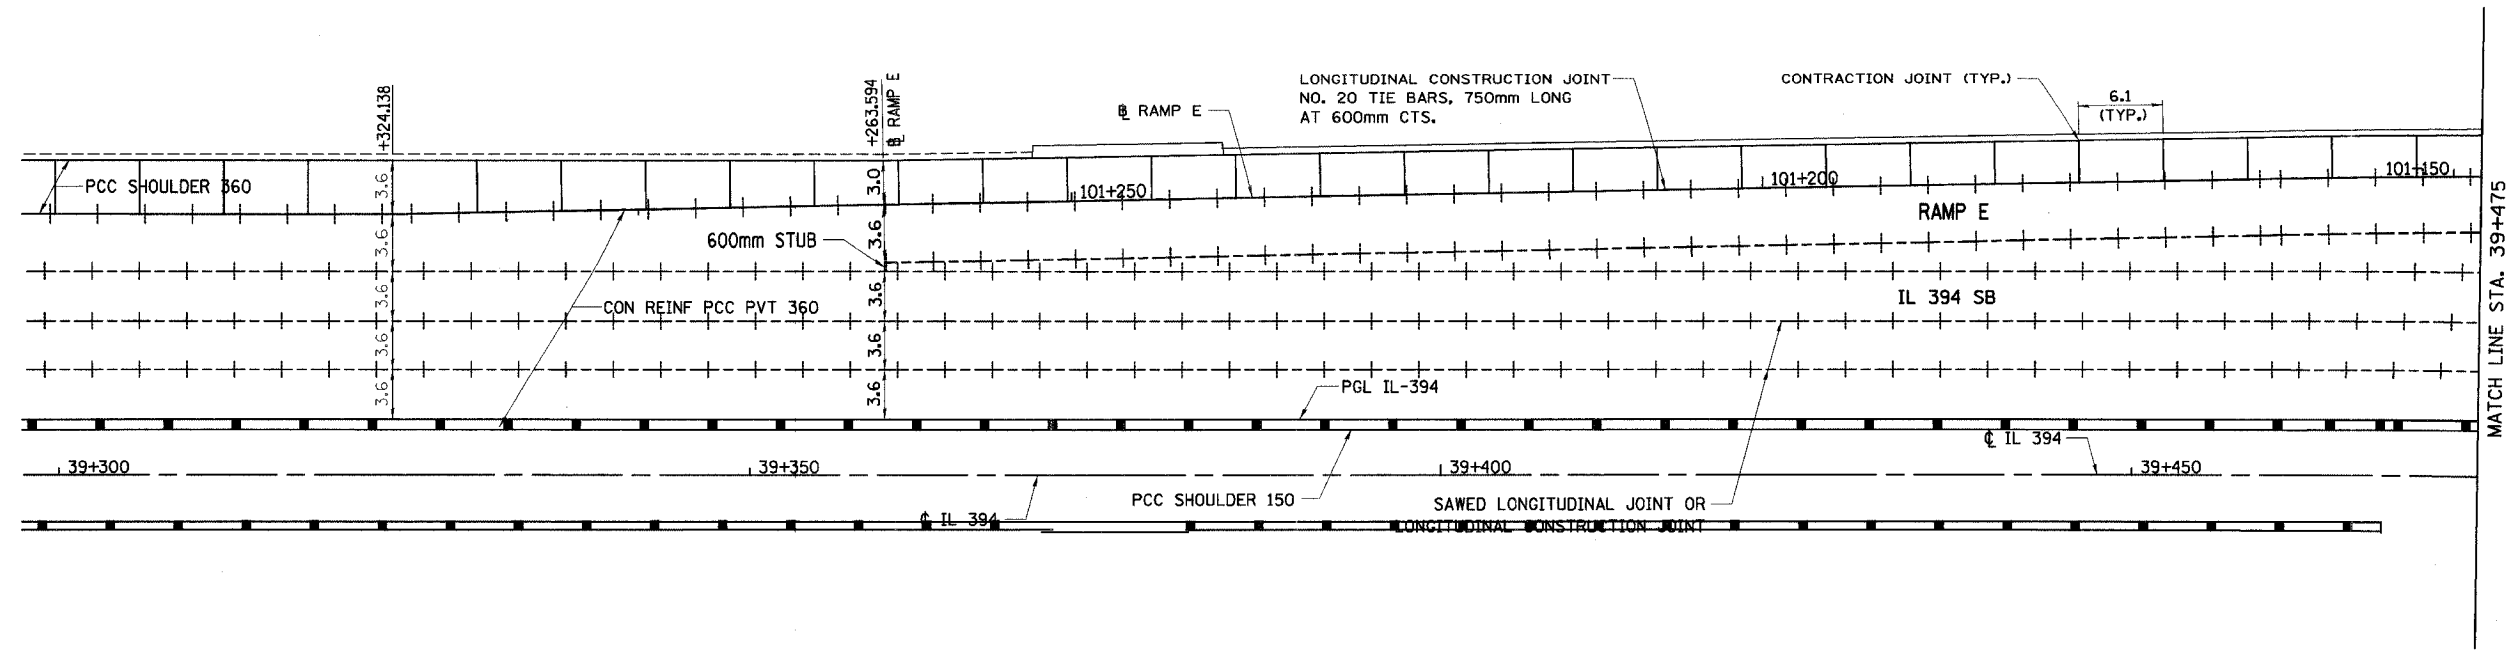 +324.138
+263.594
℄ RAMP E
℄ RAMP E
LONGITUDINAL CONSTRUCTION JOINT
NO. 20 TIE BARS, 750mm LONG
AT 600mm CTS.
CONTRACTION JOINT (TYP.)
6.1
(TYP.)
PCC SHOULDER 360
3.6
3.0
101+250
101+200
101+150
RAMP E
600mm STUB
3.6
3.6
CON REINF PCC PVT 360
3.6
3.6
IL 394 SB
3.6
3.6
3.6
3.6
PGL IL-394
℄ IL 394
39+300
39+350
39+400
39+450
PCC SHOULDER 150
SAWED LONGITUDINAL JOINT OR
LONGITUDINAL CONSTRUCTION JOINT
℄ IL 394
MATCH LINE STA. 39+475